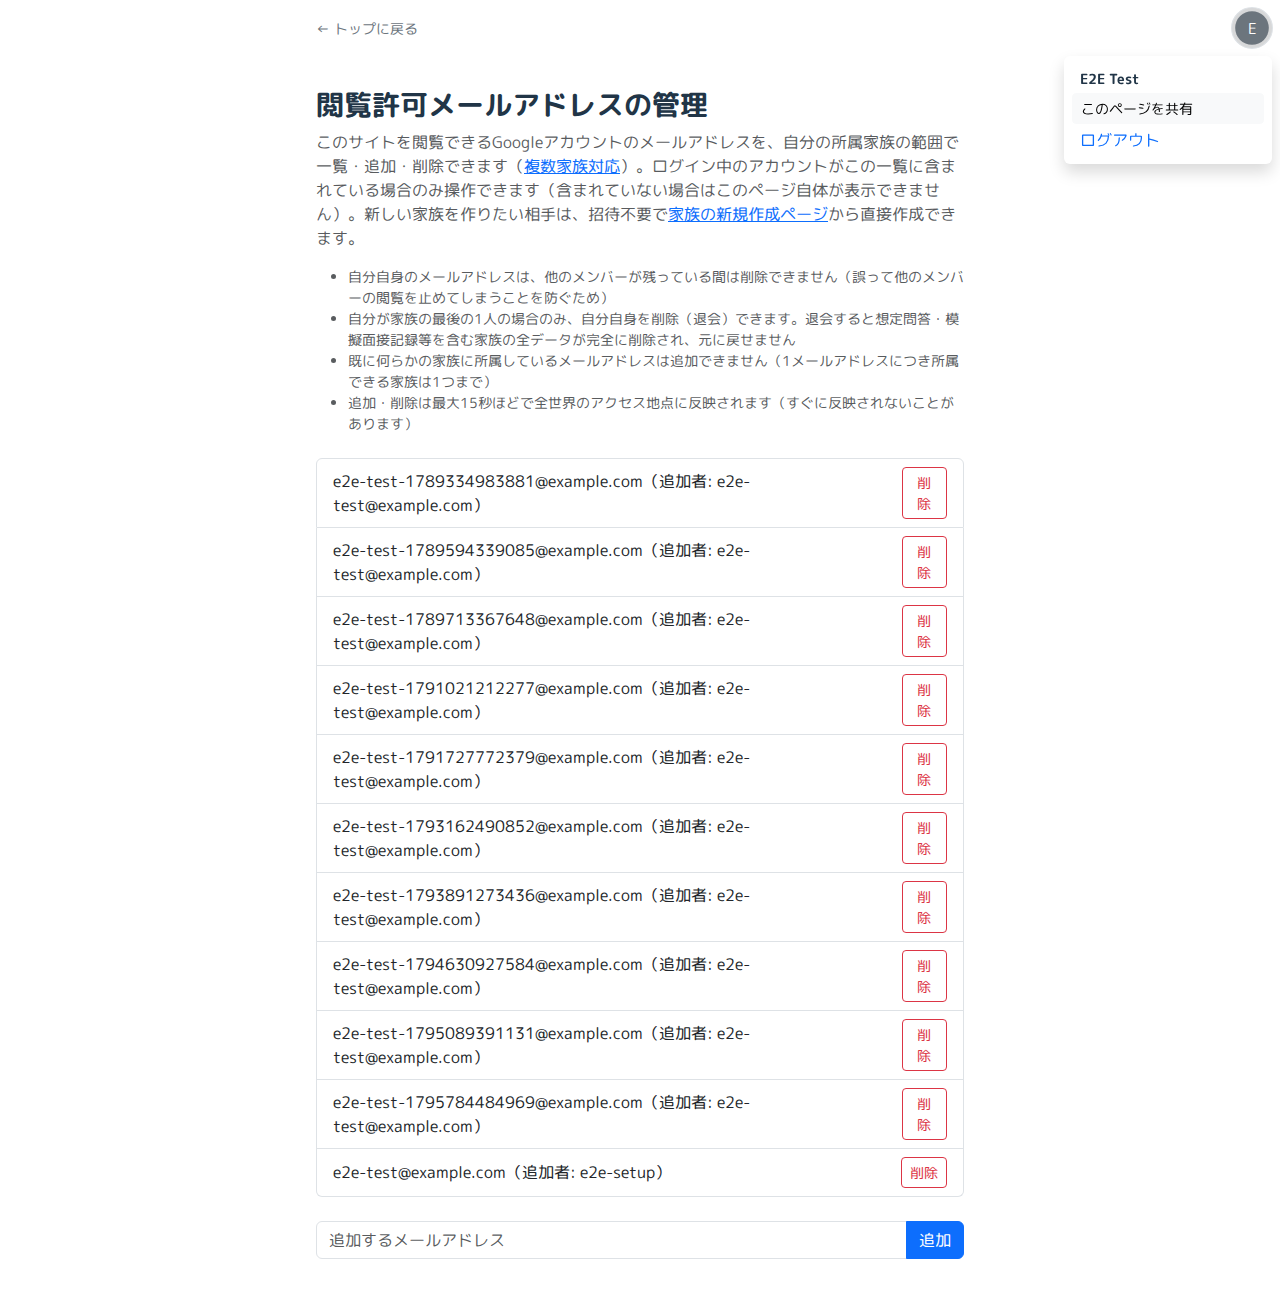 ← トップに戻る
E
E2E Test
このページを共有
ログアウト
閲覧許可メールアドレスの管理
このサイトを閲覧できるGoogleアカウントのメールアドレスを、自分の所属家族の範囲で
一覧・追加・削除できます（複数家族対応）。ログイン中のアカウントがこの一覧に含ま
れている場合のみ操作できます（含まれていない場合はこのページ自体が表示できませ
ん）。新しい家族を作りたい相手は、招待不要で家族の新規作成ページから直接作成でき
ます。
• 自分自身のメールアドレスは、他のメンバーが残っている間は削除できません（誤って他のメンバ
ーの閲覧を止めてしまうことを防ぐため）
• 自分が家族の最後の1人の場合のみ、自分自身を削除（退会）できます。退会すると想定問答・模
擬面接記録等を含む家族の全データが完全に削除され、元に戻せません
• 既に何らかの家族に所属しているメールアドレスは追加できません（1メールアドレスにつき所属
できる家族は1つまで）
• 追加・削除は最大15秒ほどで全世界のアクセス地点に反映されます（すぐに反映されないことが
あります）
e2e-test-1789334983881@example.com（追加者: e2e-
test@example.com）
削
除
e2e-test-1789594339085@example.com（追加者: e2e-
test@example.com）
削
除
e2e-test-1789713367648@example.com（追加者: e2e-
test@example.com）
削
除
e2e-test-1791021212277@example.com（追加者: e2e-
test@example.com）
削
除
e2e-test-1791727772379@example.com（追加者: e2e-
test@example.com）
削
除
e2e-test-1793162490852@example.com（追加者: e2e-
test@example.com）
削
除
e2e-test-1793891273436@example.com（追加者: e2e-
test@example.com）
削
除
e2e-test-1794630927584@example.com（追加者: e2e-
test@example.com）
削
除
e2e-test-1795089391131@example.com（追加者: e2e-
test@example.com）
削
除
e2e-test-1795784484969@example.com（追加者: e2e-
test@example.com）
削
除
e2e-test@example.com（追加者: e2e-setup）
削除
追加するメールアドレス
追加